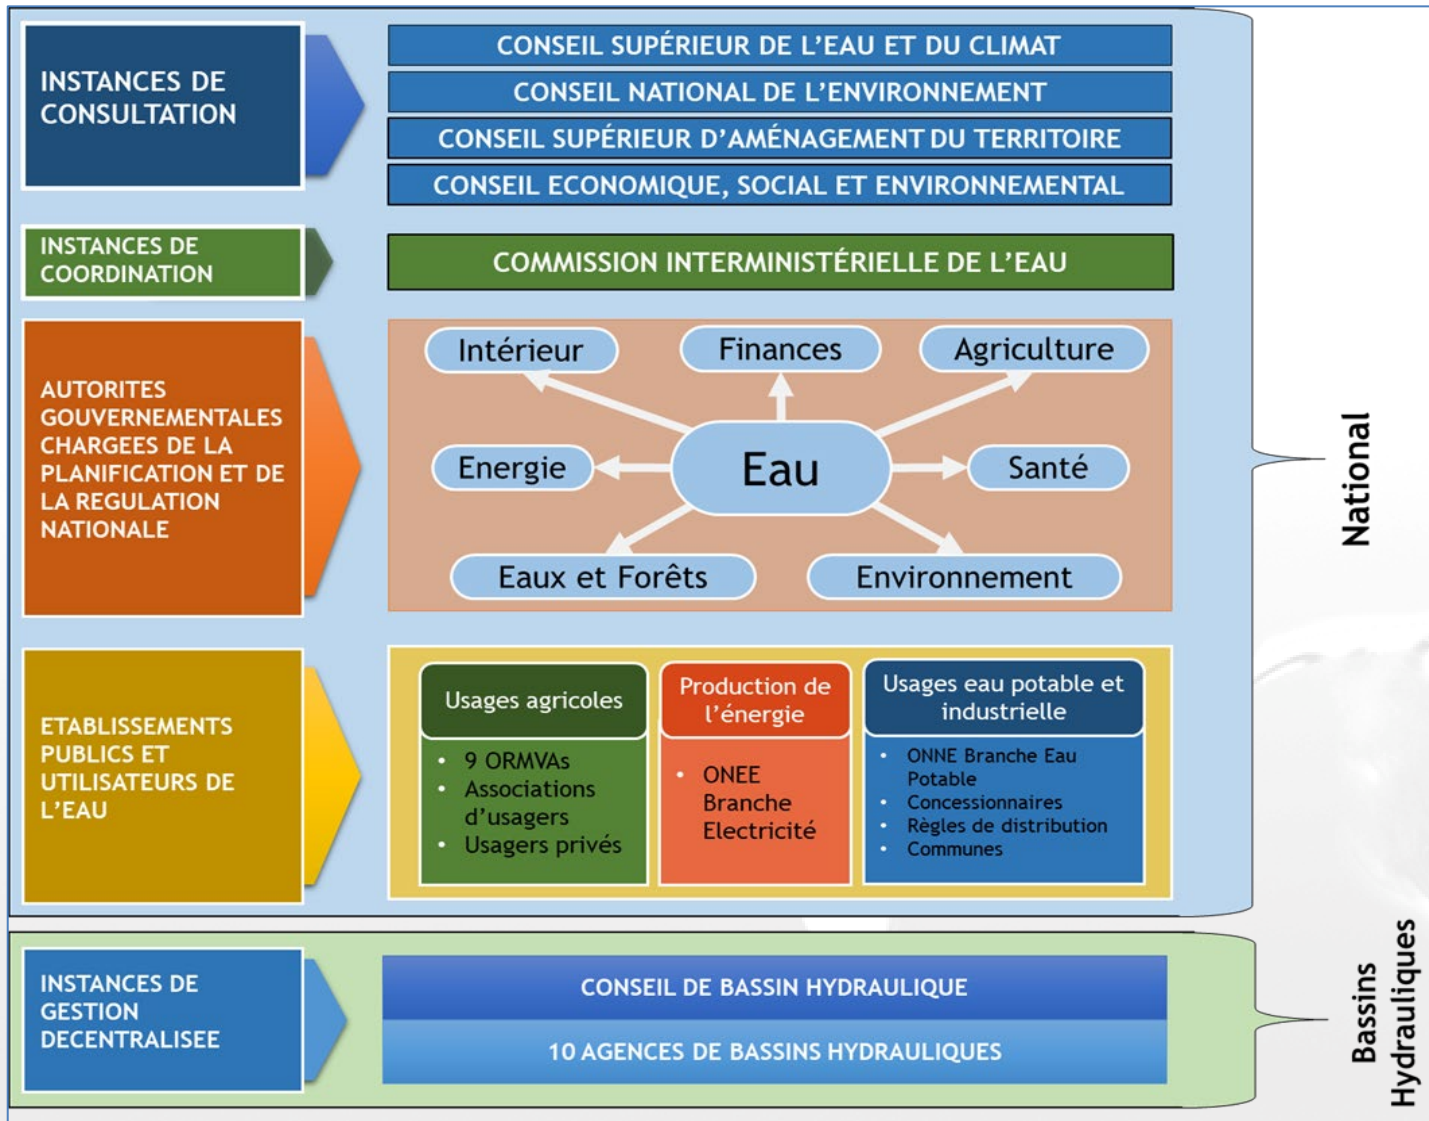 INSTANCES DE
CONSULTATION
CONSEIL SUPÉRIEUR DE L'EAU ET DU CLIMAT
CONSEIL NATIONAL DE L'ENVIRONNEMENT
CONSEIL SUPÉRIEUR D'AMÉNAGEMENT DU TERRITOIRE
CONSEIL ECONOMIQUE, SOCIAL ET ENVIRONNEMENTAL
INSTANCES DE
COORDINATION
COMMISSION INTERMINISTÉRIELLE DE L'EAU
AUTORITES
GOUVERNEMENTALES
CHARGEES DE LA
PLANIFICATION ET DE
LA REGULATION
NATIONALE
Intérieur
Finances
Agriculture
Energie
Eau
Santé
Eaux et Forêts
Environnement
National
ETABLISSEMENTS
PUBLICS ET
UTILISATEURS DE
L'EAU
Usages agricoles
• 9 ORMVAs
• Associations
d'usagers
• Usagers privés
Production de
l'énergie
• ONEE
Branche
Electricité
Usages eau potable et
industrielle
• ONNE Branche Eau
Potable
• Concessionnaires
• Règles de distribution
• Communes
INSTANCES DE
GESTION
DECENTRALISEE
CONSEIL DE BASSIN HYDRAULIQUE
10 AGENCES DE BASSINS HYDRAULIQUES
Bassins
Hydrauliques